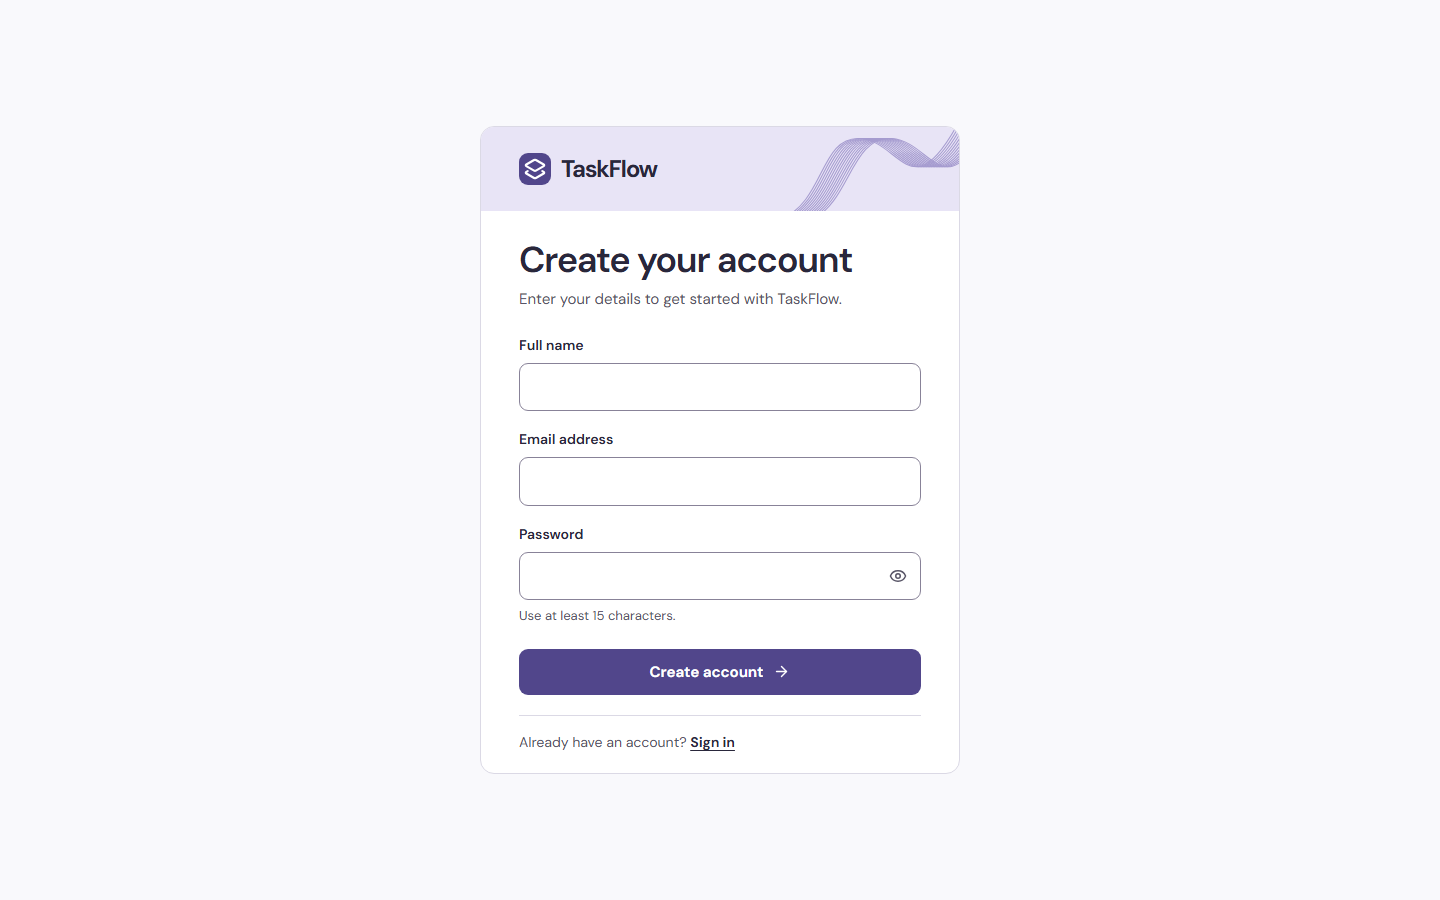 TaskFlow
Create your account
Enter your details to get started with TaskFlow.
Full name
Email address
Password
Use at least 15 characters.
Create account
Already have an account? Sign in